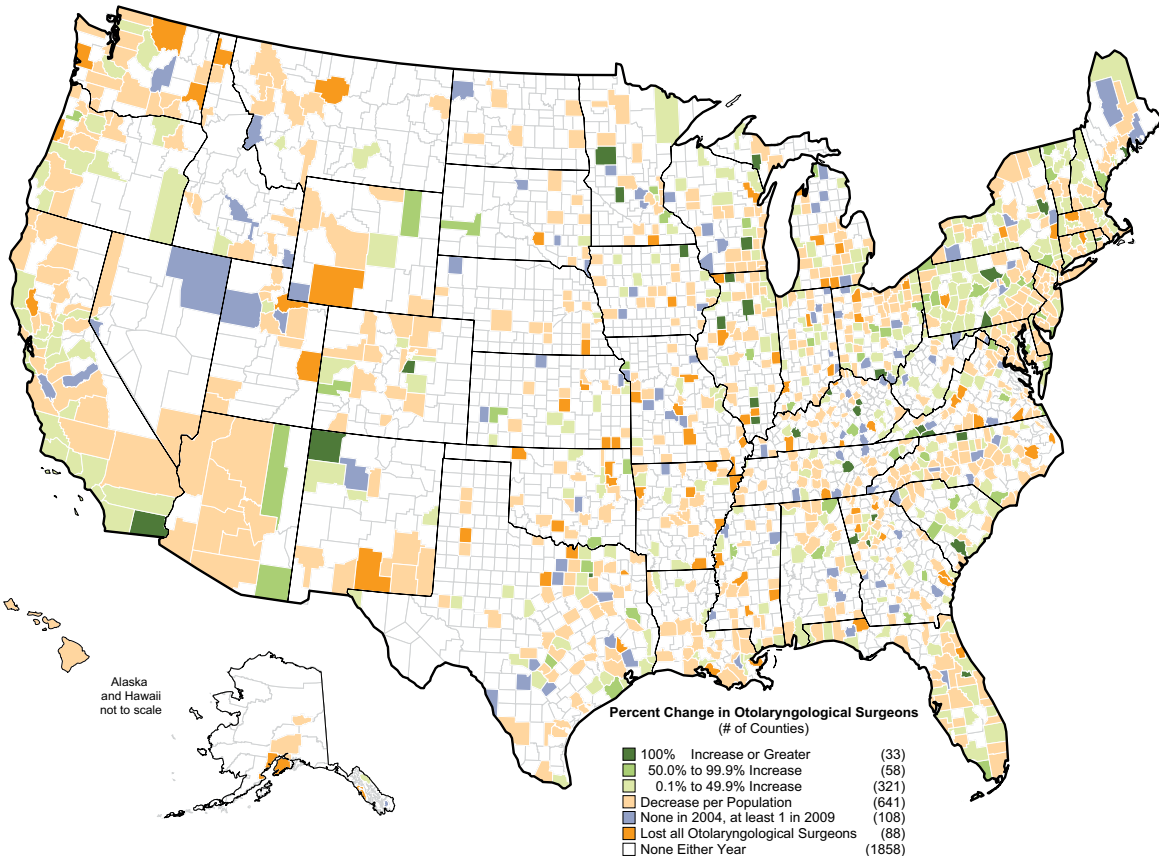 Alaska
and Hawaii
not to scale
Percent Change in Otolaryngological Surgeons
(# of Counties)
100% Increase or Greater (33)
50.0% to 99.9% Increase (58)
0.1% to 49.9% Increase (321)
Decrease per Population (641)
None in 2004, at least 1 in 2009 (108)
Lost all Otolaryngological Surgeons (88)
None Either Year (1858)